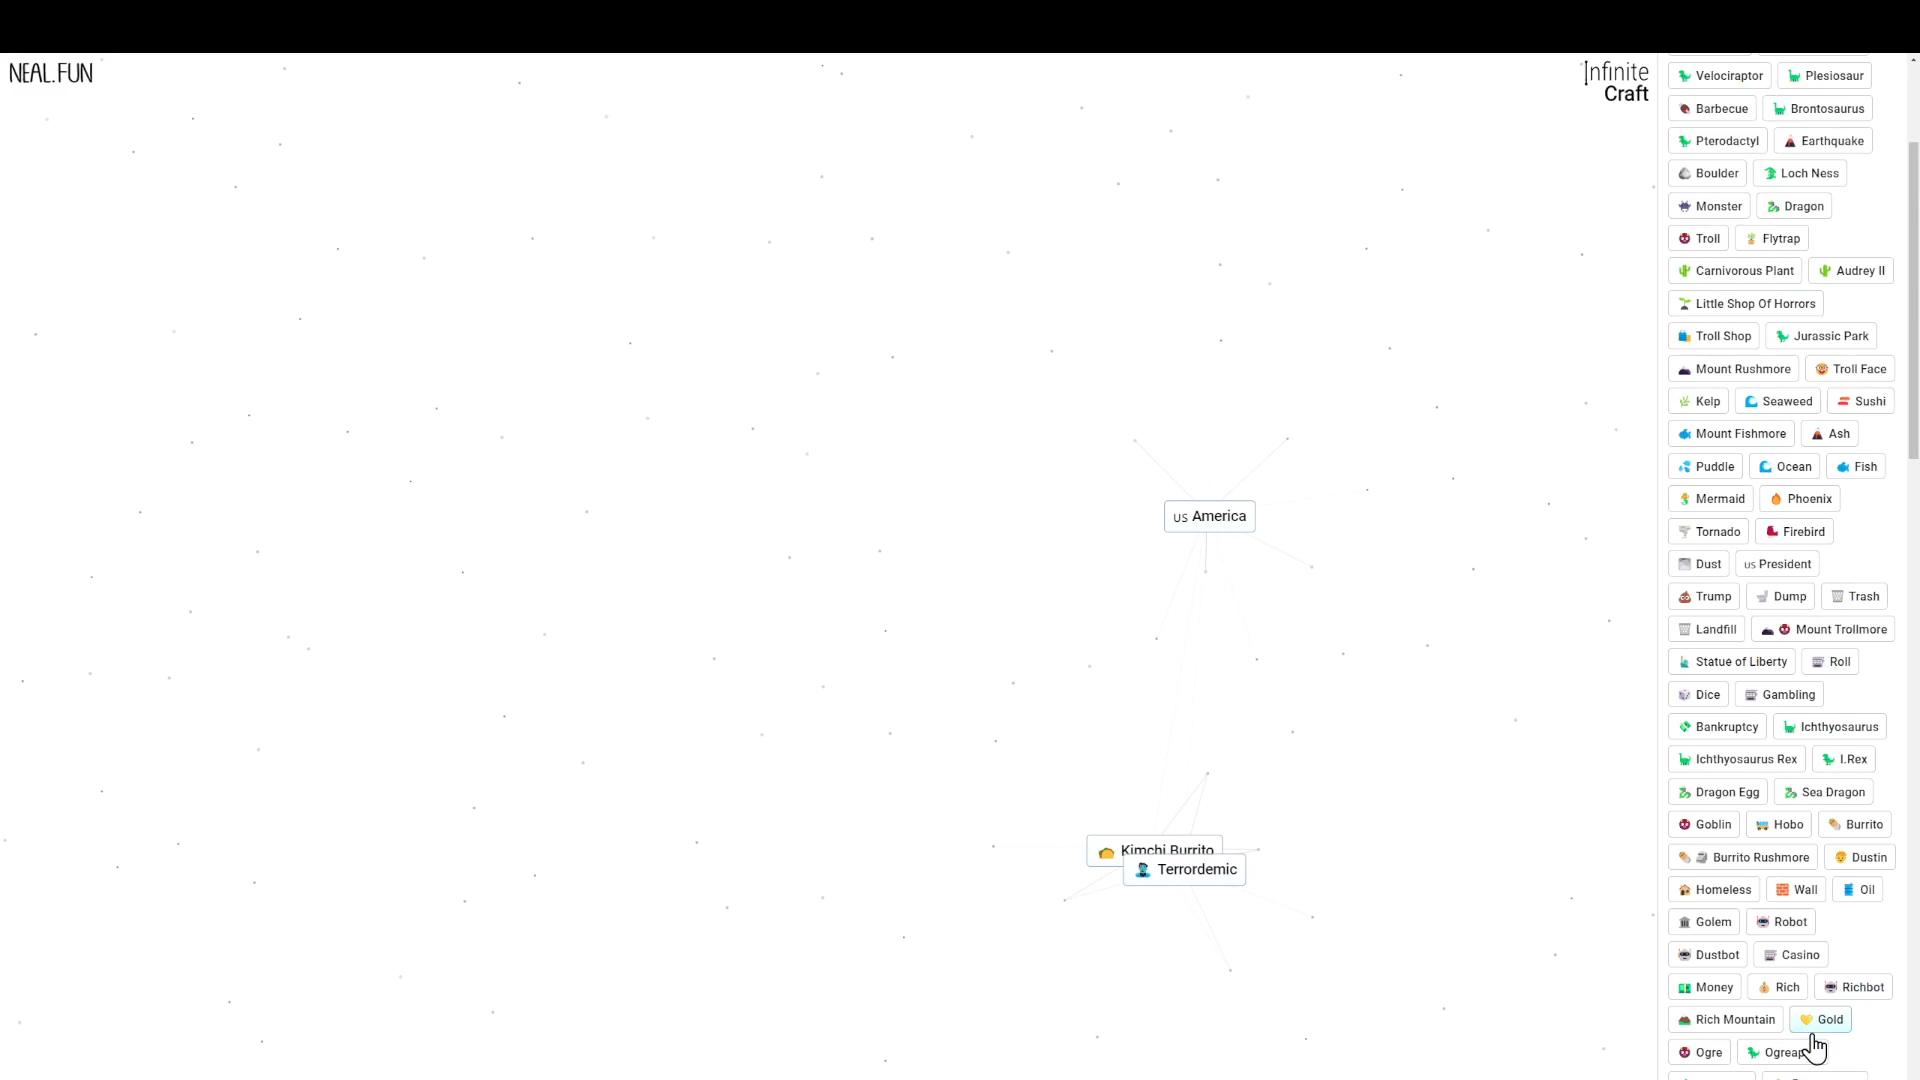 NEAL.FUN
Infinite
Craft
US America
Kimchi Burrito
Terrordemic
Velociraptor Plesiosaur
Barbecue Brontosaurus
Pterodactyl Earthquake
Boulder Loch Ness
Monster Dragon
Troll Flytrap
Carnivorous Plant Audrey II
Little Shop Of Horrors
Troll Shop Jurassic Park
Mount Rushmore Troll Face
Kelp Seaweed Sushi
Mount Fishmore Ash
Puddle Ocean Fish
Mermaid Phoenix
Tornado Firebird
Dust US President
Trump Dump Trash
Landfill Mount Trollmore
Statue of Liberty Roll
Dice Gambling
Bankruptcy Ichthyosaurus
Ichthyosaurus Rex I.Rex
Dragon Egg Sea Dragon
Goblin Hobo Burrito
Burrito Rushmore Dustin
Homeless Wall Oil
Golem Robot
Dustbot Casino
Money Rich Richbot
Rich Mountain Gold
Ogre